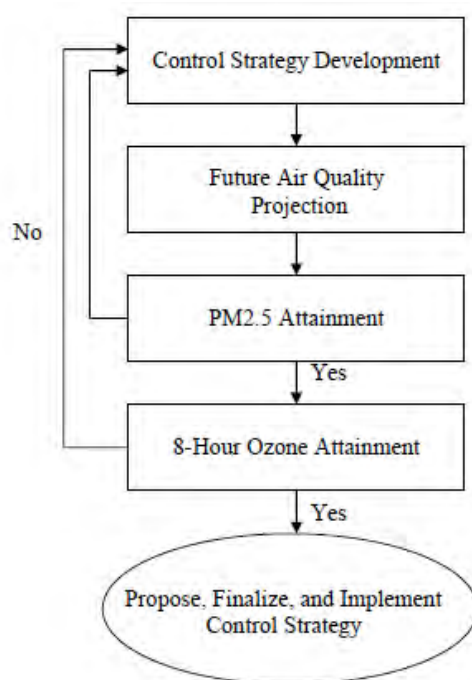 Control Strategy Development
Future Air Quality
Projection
No
PM2.5 Attainment
Yes
8-Hour Ozone Attainment
Yes
Propose, Finalize, and Implement
Control Strategy